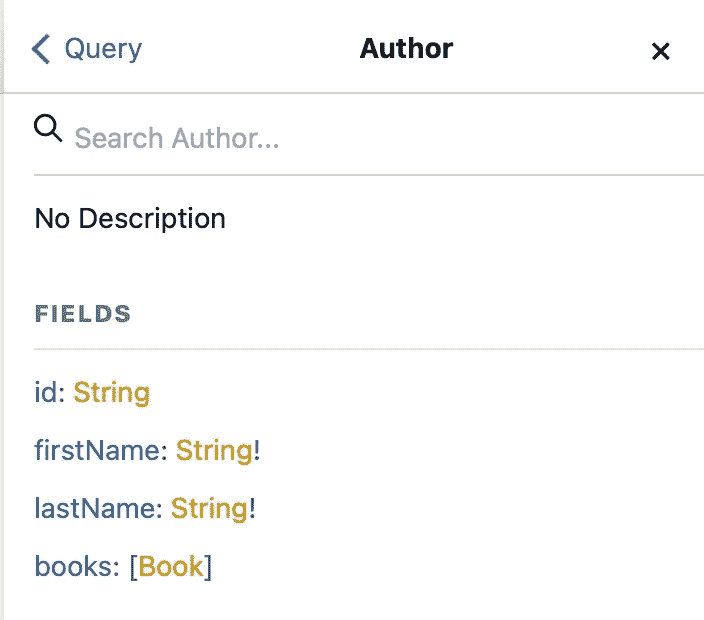 Query Author ×
Search Author...
No Description
FIELDS
id: String
firstName: String!
lastName: String!
books: [Book]